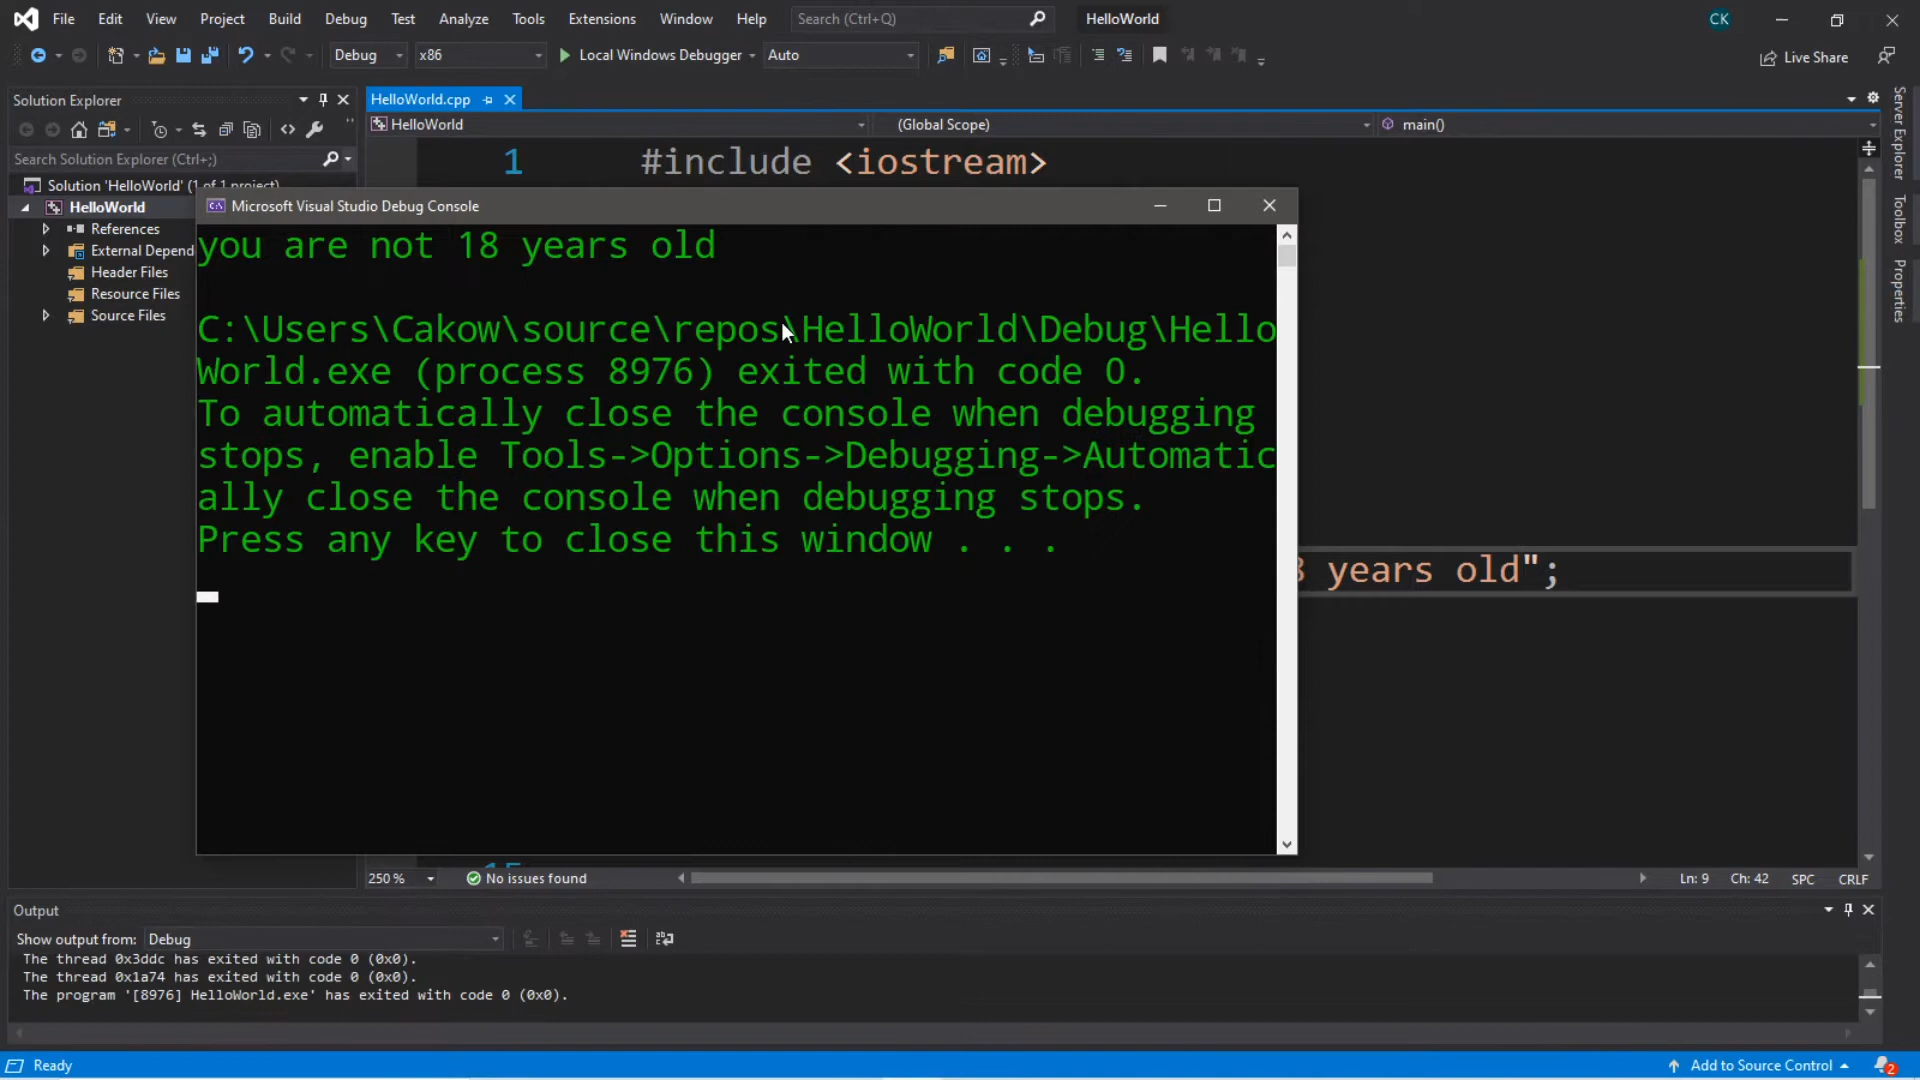 File Edit View Project Build Debug Test Analyze Tools Extensions Window Help Search (Ctrl+Q) HelloWorld CK
Debug x86 Local Windows Debugger Auto Live Share
Solution Explorer
HelloWorld.cpp
HelloWorld (Global Scope) main()
Search Solution Explorer (Ctrl+;)
Solution 'HelloWorld' (1 of 1 project)
HelloWorld
References
External Depend
Header Files
Resource Files
Source Files
1 #include <iostream>
Microsoft Visual Studio Debug Console
you are not 18 years old
C:\Users\Cakow\source\repos\HelloWorld\Debug\Hello
World.exe (process 8976) exited with code 0.
To automatically close the console when debugging
stops, enable Tools->Options->Debugging->Automatic
ally close the console when debugging stops.
Press any key to close this window . . .
years old";
Server Explorer
Toolbox
Properties
250 % No issues found Ln: 9 Ch: 42 SPC CRLF
Output
Show output from: Debug
The thread 0x3ddc has exited with code 0 (0x0).
The thread 0x1a74 has exited with code 0 (0x0).
The program '[8976] HelloWorld.exe' has exited with code 0 (0x0).
Ready Add to Source Control 2